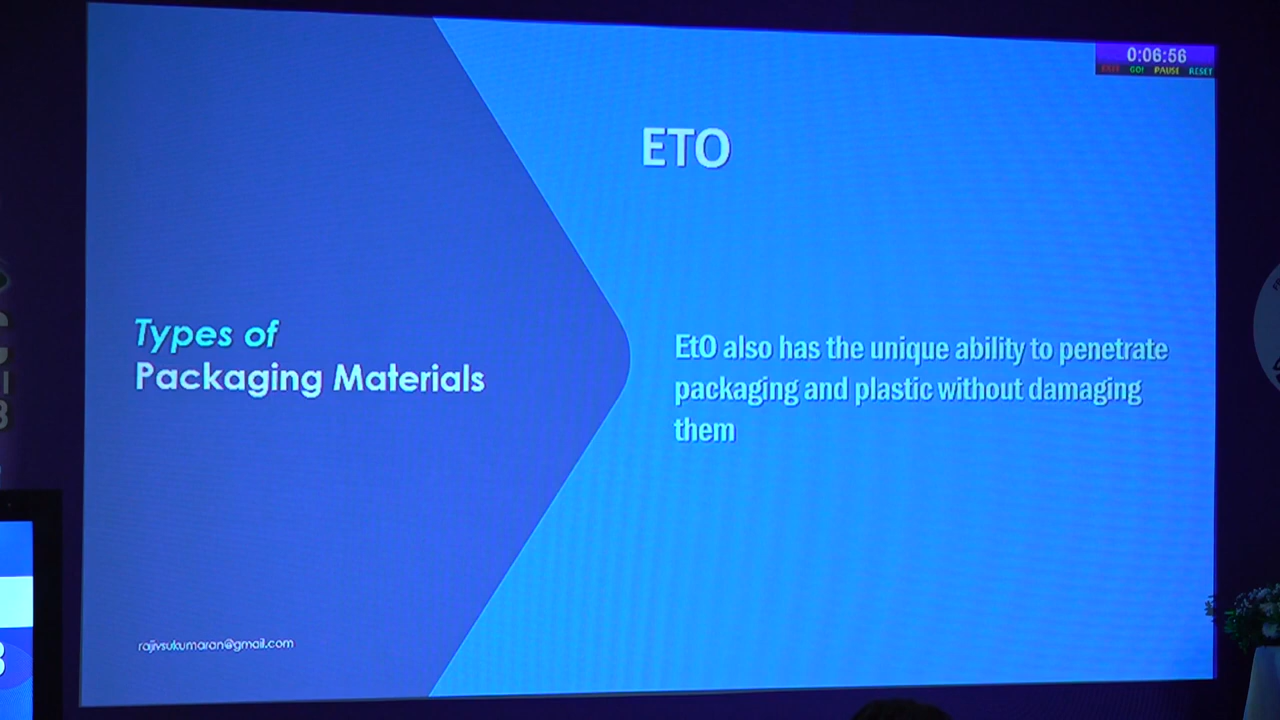 0:06:56
EXIT GO! PAUSE RESET
ETO
Types of
Packaging Materials
EtO also has the unique ability to penetrate
packaging and plastic without damaging
them
rajivsukumaran@gmail.com